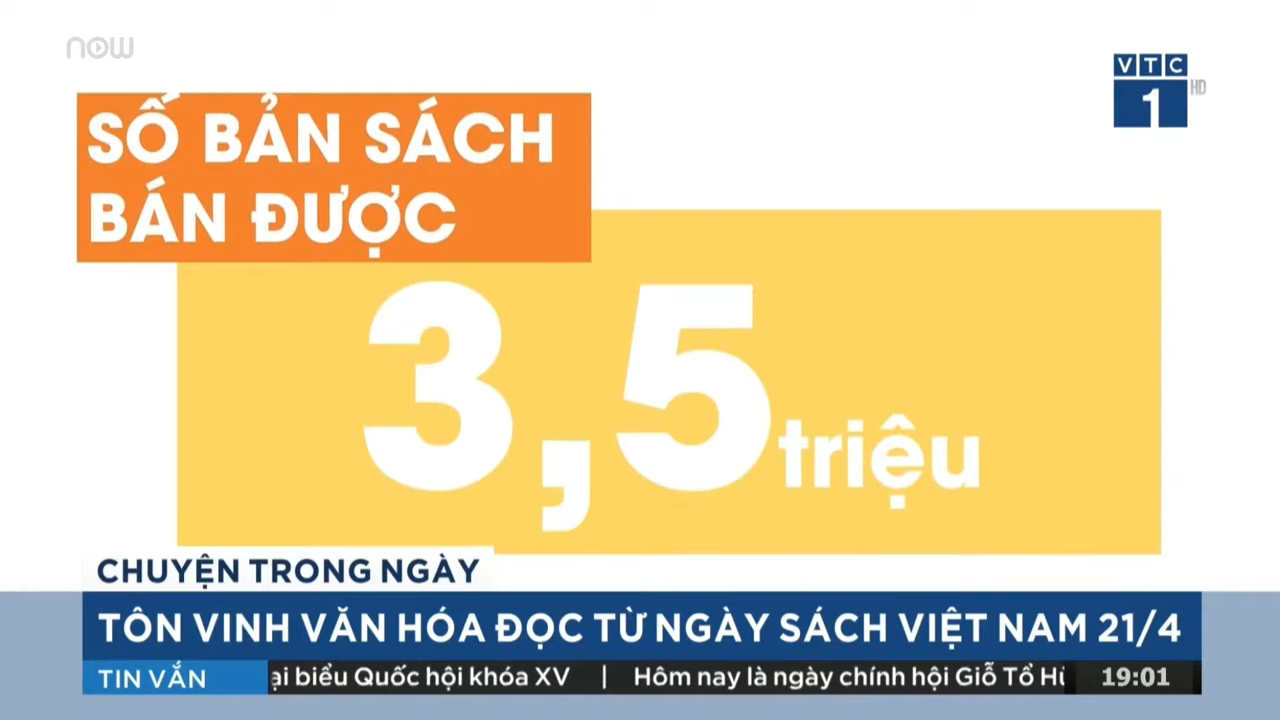 now
VTC
1
HD
SỐ BẢN SÁCH
BÁN ĐƯỢC
3,5 triệu
CHUYỆN TRONG NGÀY
TÔN VINH VĂN HÓA ĐỌC TỪ NGÀY SÁCH VIỆT NAM 21/4
TIN VẮN
biểu Quốc hội khóa XV | Hôm nay là ngày chính hội Giỗ Tổ
19:01